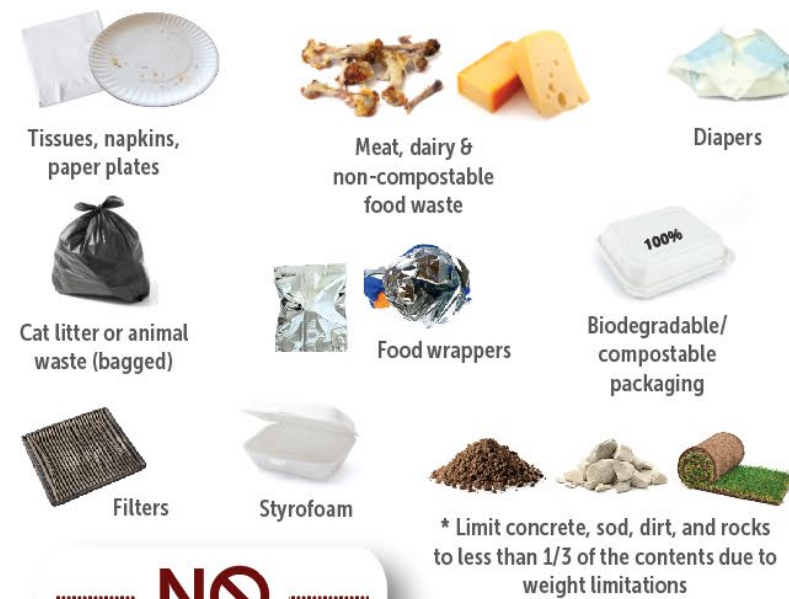 Tissues, napkins,
paper plates
Meat, dairy &
non-compostable
food waste
Diapers
Cat litter or animal
waste (bagged)
Food wrappers
100%
Biodegradable/
compostable
packaging
Filters
Styrofoam
* Limit concrete, sod, dirt, and rocks
to less than 1/3 of the contents due to
weight limitations
NO